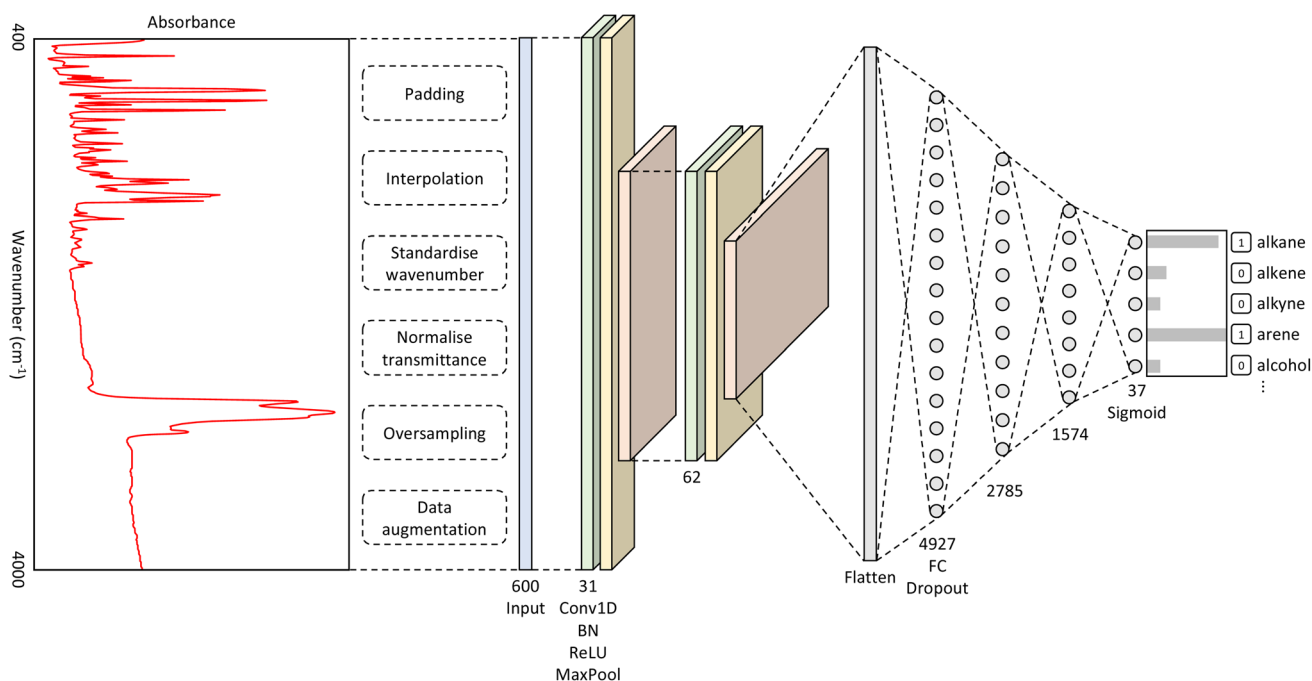 Absorbance
400
Wavenumber (cm⁻¹)
4000
Padding
Interpolation
Standardise
wavenumber
Normalise
transmittance
Oversampling
Data
augmentation
600
Input
31
Conv1D
BN
ReLU
MaxPool
62
Flatten
4927
FC
Dropout
2785
1574
37
Sigmoid
1 alkane
0 alkene
0 alkyne
1 arene
0 alcohol
⋮